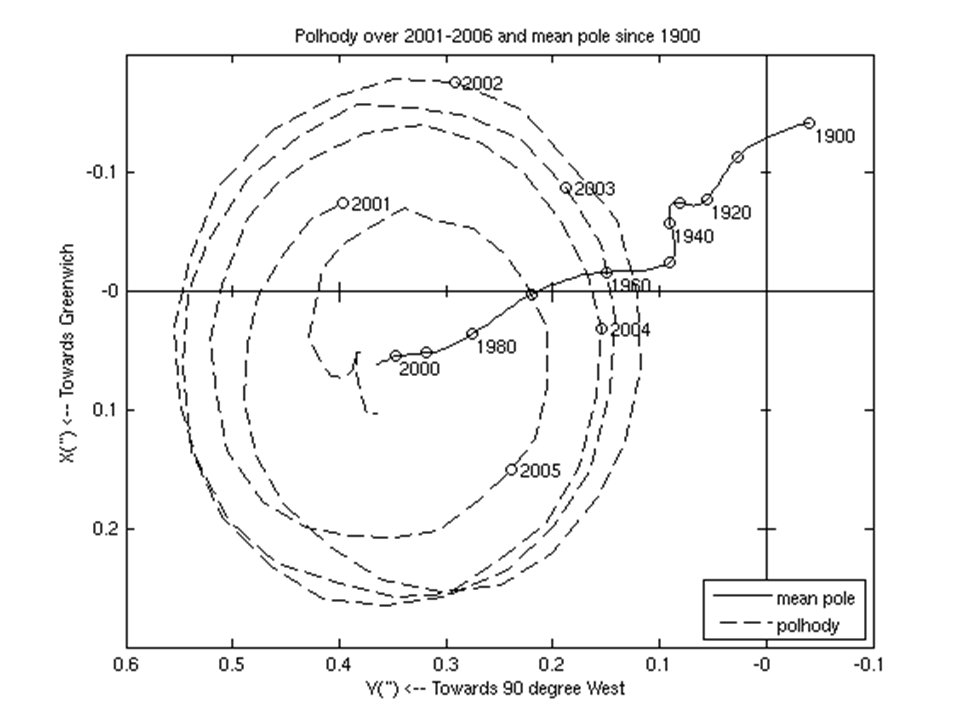 Polhody over 2001-2006 and mean pole since 1900
2002
1900
2003
-0.1
2001
1920
1940
-0
1960
2004
1980
2000
0.1
2005
0.2
X(") <-- Towards Greenwich
mean pole
polhody
0.6 0.5 0.4 0.3 0.2 0.1 -0 -0.1
Y(") <-- Towards 90 degree West